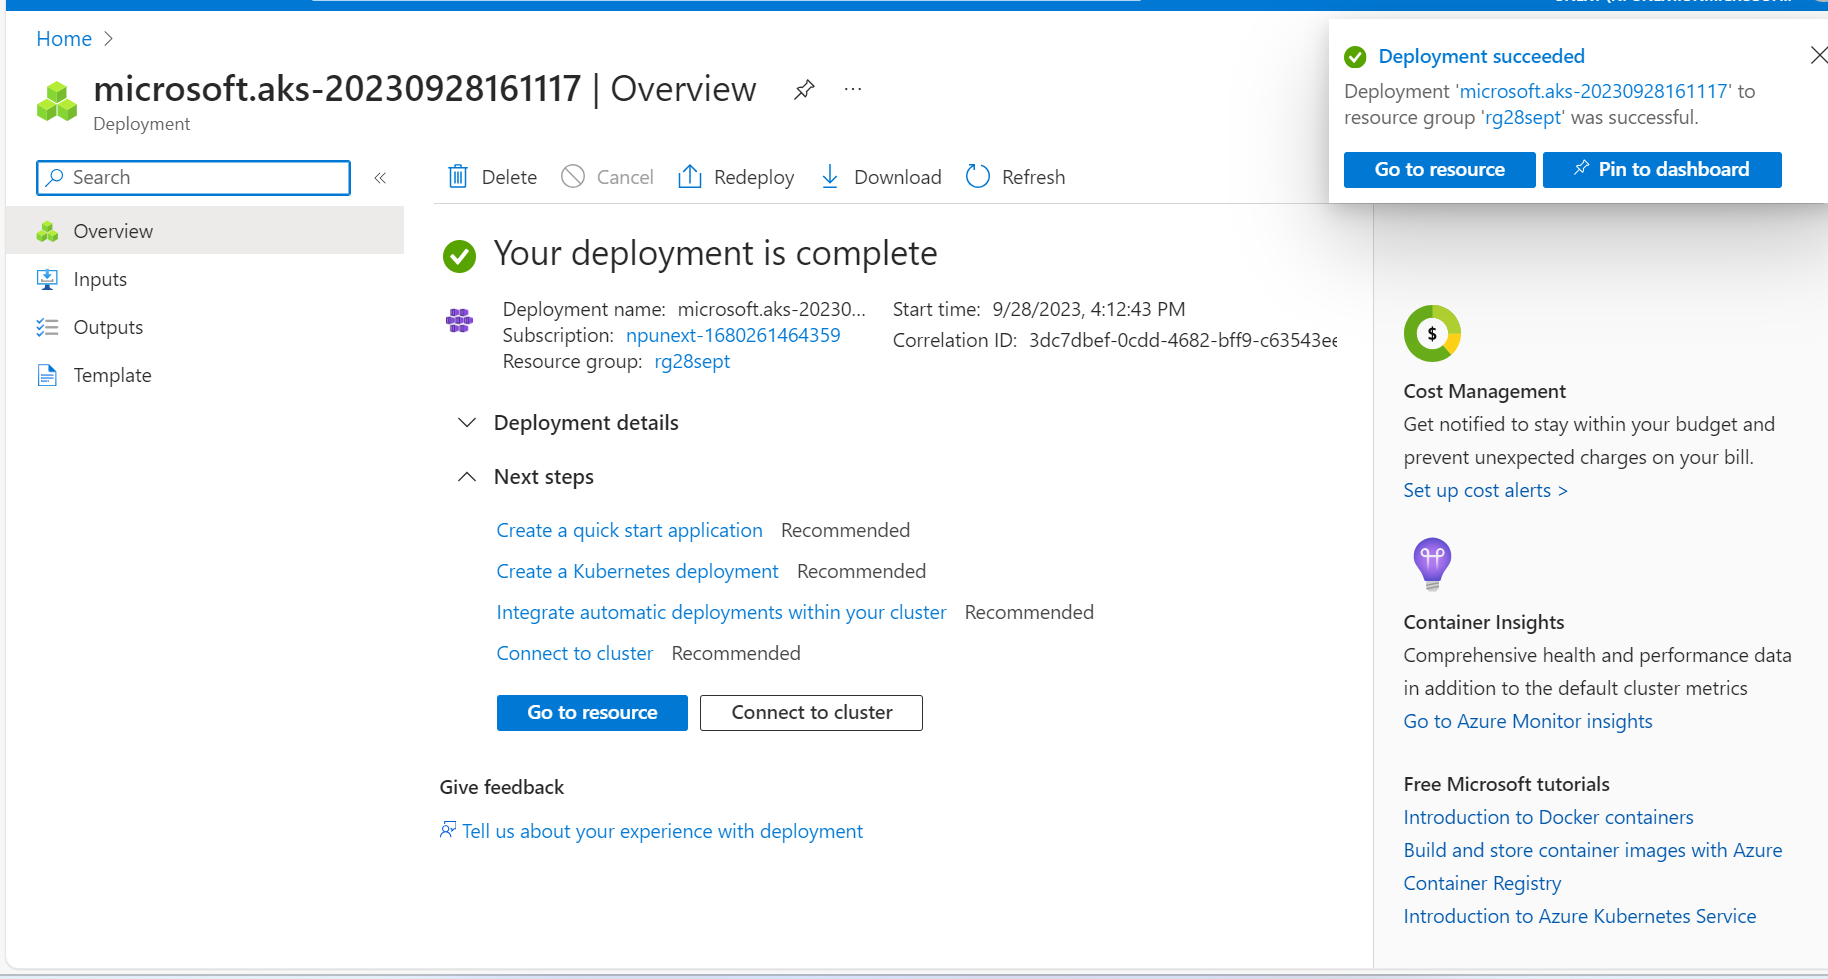 Home
microsoft.aks-20230928161117 | Overview
Deployment
Search
Overview
Inputs
Outputs
Template
Delete
Cancel
Redeploy
Download
Refresh
Your deployment is complete
Deployment name: microsoft.aks-20230...
Subscription: npunext-1680261464359
Resource group: rg28sept
Start time: 9/28/2023, 4:12:43 PM
Correlation ID: 3dc7dbef-0cdd-4682-bff9-c63543ee
Deployment details
Next steps
Create a quick start application Recommended
Create a Kubernetes deployment Recommended
Integrate automatic deployments within your cluster Recommended
Connect to cluster Recommended
Go to resource
Connect to cluster
Give feedback
Tell us about your experience with deployment
Deployment succeeded
Deployment 'microsoft.aks-20230928161117' to
resource group 'rg28sept' was successful.
Go to resource
Pin to dashboard
$
Cost Management
Get notified to stay within your budget and
prevent unexpected charges on your bill.
Set up cost alerts >
Container Insights
Comprehensive health and performance data
in addition to the default cluster metrics
Go to Azure Monitor insights
Free Microsoft tutorials
Introduction to Docker containers
Build and store container images with Azure
Container Registry
Introduction to Azure Kubernetes Service